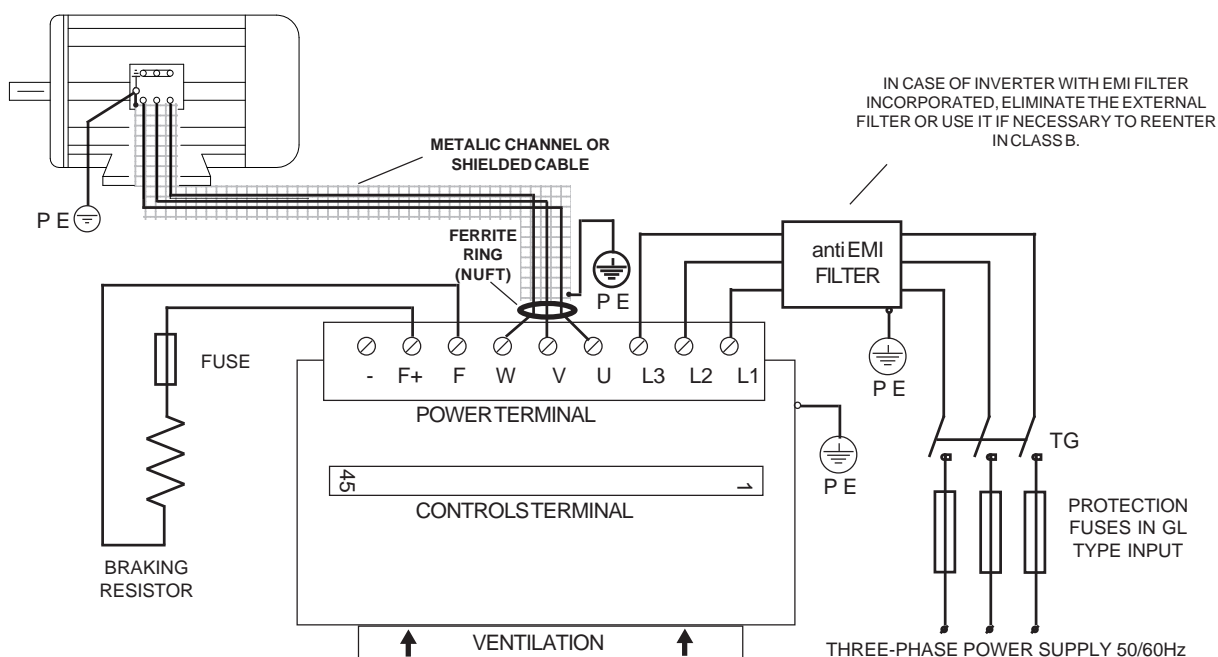 IN CASE OF INVERTER WITH EMI FILTER
INCORPORATED, ELIMINATE THE EXTERNAL
FILTER OR USE IT IF NECESSARY TO REENTER
IN CLASS B.
METALIC CHANNEL OR
SHIELDED CABLE
P E
FERRITE
RING
(NUFT)
P E
anti EMI
FILTER
P E
FUSE
- F+ F W V U L3 L2 L1
POWER TERMINAL
P E
TG
45 1
CONTROLS TERMINAL
PROTECTION
FUSES IN GL
TYPE INPUT
BRAKING
RESISTOR
VENTILATION
THREE-PHASE POWER SUPPLY 50/60Hz